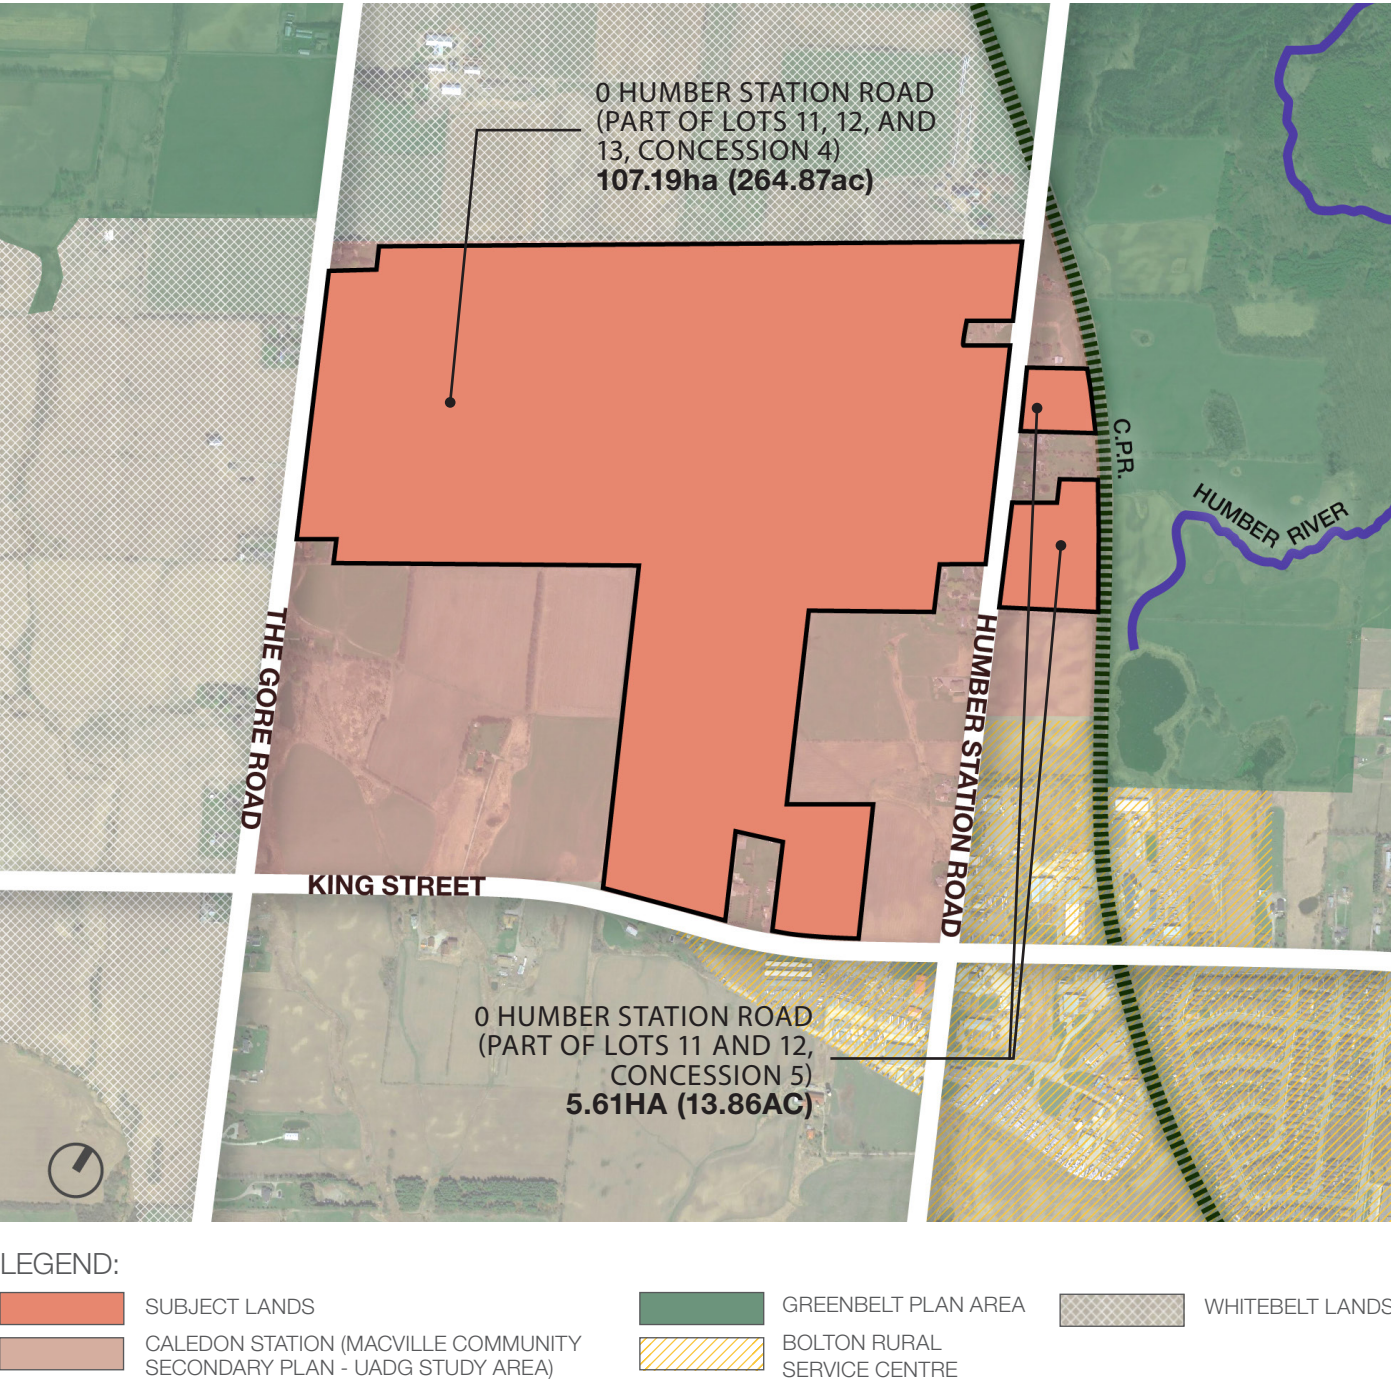 0 HUMBER STATION ROAD
(PART OF LOTS 11, 12, AND
13, CONCESSION 4)
107.19ha (264.87ac)
C.P.R.
HUMBER RIVER
THE GORE ROAD
HUMBER STATION ROAD
KING STREET
0 HUMBER STATION ROAD
(PART OF LOTS 11 AND 12,
CONCESSION 5)
5.61HA (13.86AC)
LEGEND:
SUBJECT LANDS
CALEDON STATION (MACVILLE COMMUNITY
SECONDARY PLAN - UADG STUDY AREA)
GREENBELT PLAN AREA
BOLTON RURAL
SERVICE CENTRE
WHITEBELT LANDS